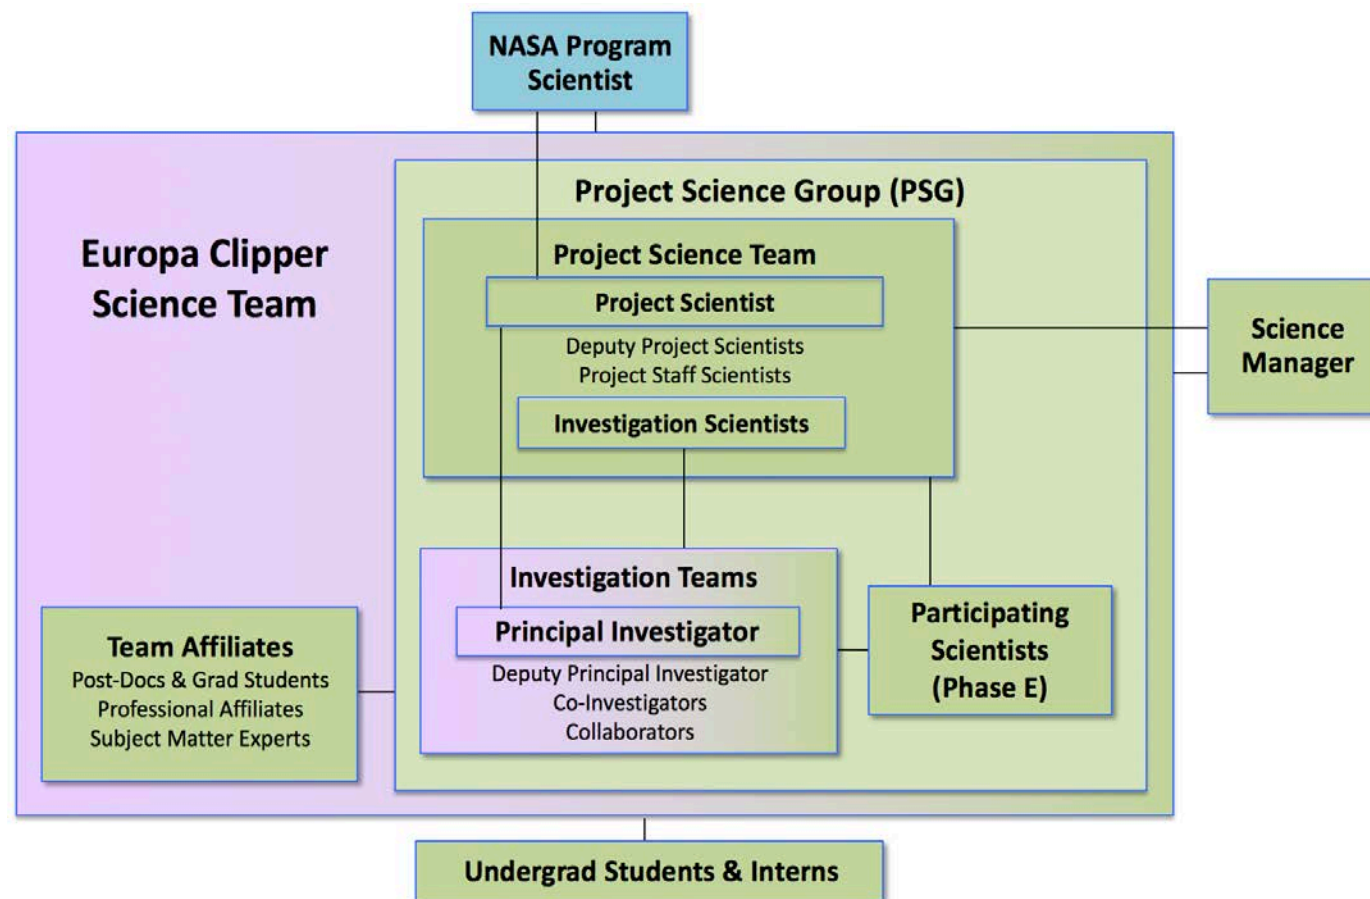 NASA Program
Scientist
Project Science Group (PSG)
Europa Clipper
Science Team
Project Science Team
Project Scientist
Deputy Project Scientists
Project Staff Scientists
Investigation Scientists
Science
Manager
Investigation Teams
Principal Investigator
Deputy Principal Investigator
Co-Investigators
Collaborators
Participating
Scientists
(Phase E)
Team Affiliates
Post-Docs & Grad Students
Professional Affiliates
Subject Matter Experts
Undergrad Students & Interns